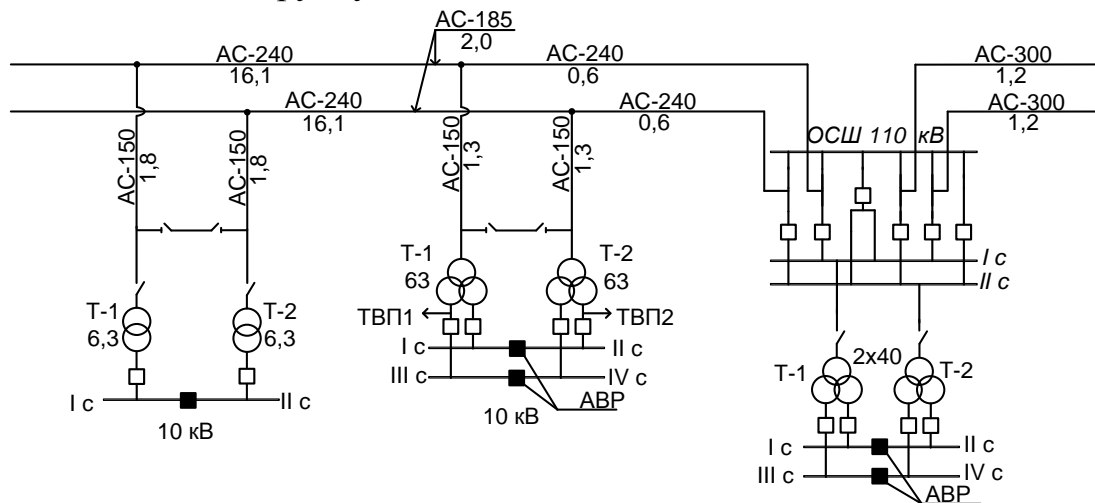 АС-185
2,0
АС-240
16,1
АС-240
0,6
АС-300
1,2
АС-240
16,1
АС-240
0,6
АС-300
1,2
АС-150
1,8
АС-150
1,8
АС-150
1,3
АС-150
1,3
ОСШ 110 кВ
I с
II с
Т-1
63
Т-2
63
Т-1
6,3
Т-2
6,3
ТВП1
ТВП2
I с
II с
III с
IV с
АВР
10 кВ
I с
II с
10 кВ
Т-1
2х40
Т-2
I с
II с
III с
IV с
АВР